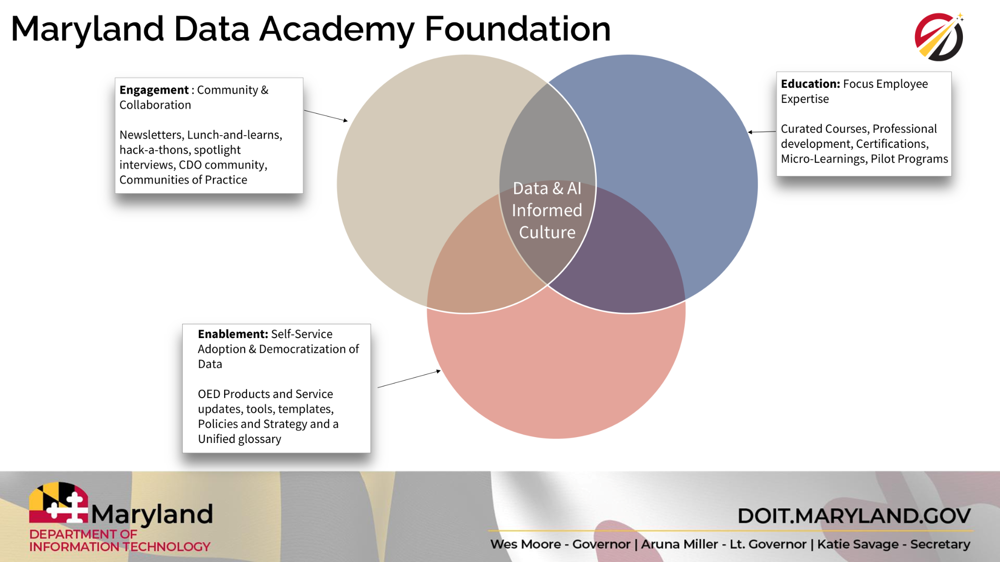 Maryland Data Academy Foundation
Engagement : Community &
Collaboration
Newsletters, Lunch-and-learns,
hack-a-thons, spotlight
interviews, CDO community,
Communities of Practice
Education: Focus Employee
Expertise
Curated Courses, Professional
development, Certifications,
Micro-Learnings, Pilot Programs
Data & AI
Informed
Culture
Enablement: Self-Service
Adoption & Democratization of
Data
OED Products and Service
updates, tools, templates,
Policies and Strategy and a
Unified glossary
Maryland
DEPARTMENT OF
INFORMATION TECHNOLOGY
DOIT.MARYLAND.GOV
Wes Moore - Governor | Aruna Miller - Lt. Governor | Katie Savage - Secretary